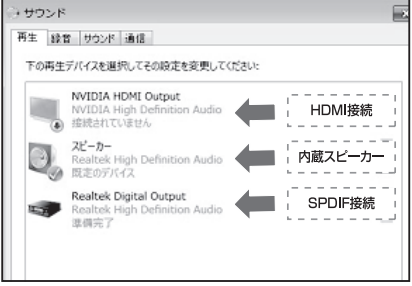 サウンド
再生 録音 サウンド 通信
下の再生デバイスを選択してその設定を変更してください:
NVIDIA HDMI Output
NVIDIA High Definition Audio
接続されていません
HDMI接続
スピーカー
Realtek High Definition Audio
既定のデバイス
内蔵スピーカー
Realtek Digital Output
Realtek High Definition Audio
準備完了
SPDIF接続